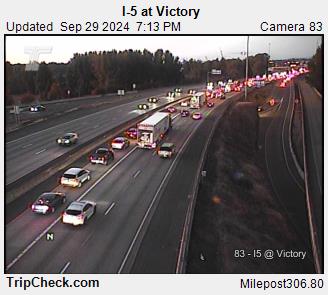 I-5 at Victory
Updated Sep 29 2024 7:13 PM Camera 83
N
83 - I5 @ Victory
TripCheck.com Milepost306.80